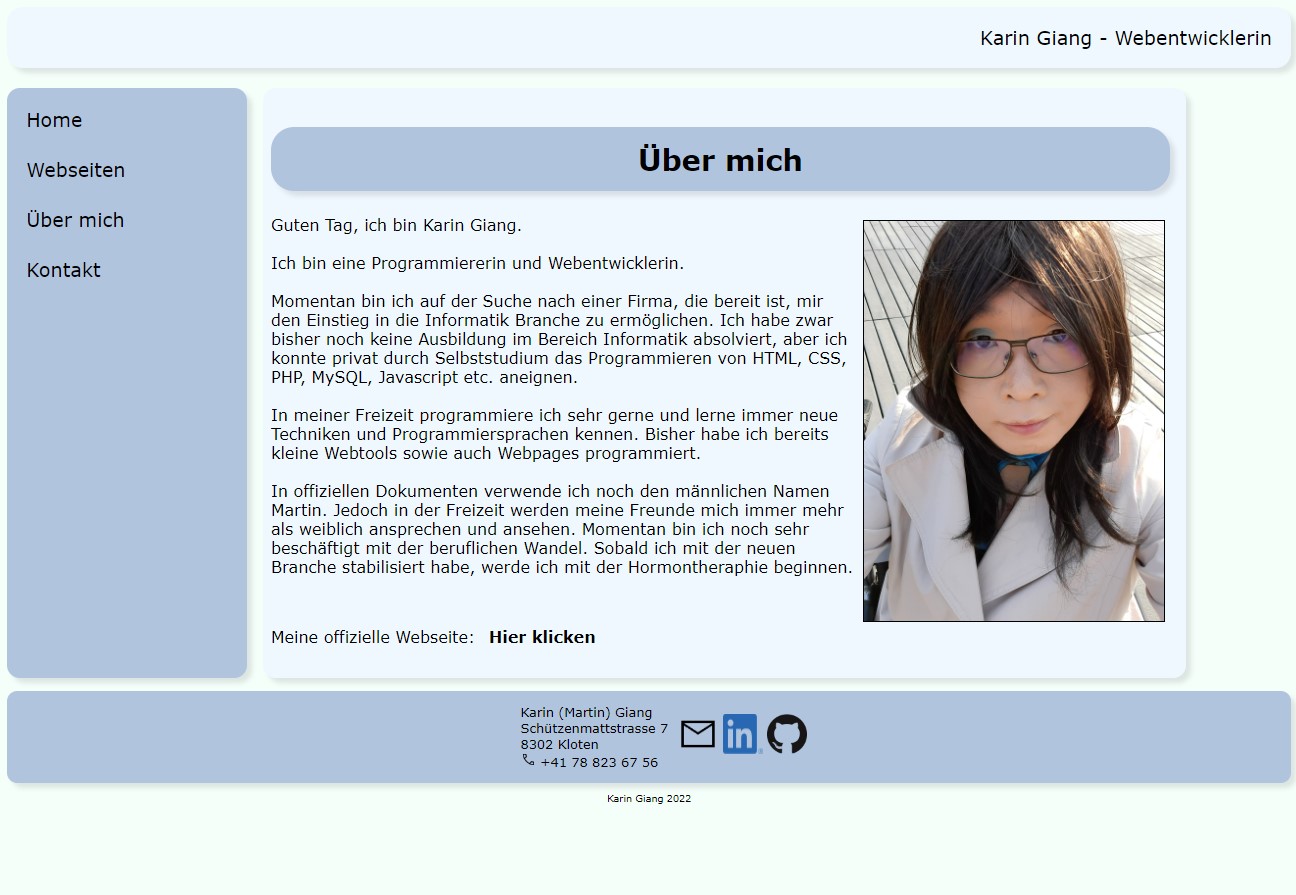 Karin Giang - Webentwicklerin
Home
Webseiten
Über mich
Kontakt
Über mich
Guten Tag, ich bin Karin Giang.
Ich bin eine Programmiererin und Webentwicklerin.
Momentan bin ich auf der Suche nach einer Firma, die bereit ist, mir
den Einstieg in die Informatik Branche zu ermöglichen. Ich habe zwar
bisher noch keine Ausbildung im Bereich Informatik absolviert, aber ich
konnte privat durch Selbststudium das Programmieren von HTML, CSS,
PHP, MySQL, Javascript etc. aneignen.
In meiner Freizeit programmiere ich sehr gerne und lerne immer neue
Techniken und Programmiersprachen kennen. Bisher habe ich bereits
kleine Webtools sowie auch Webpages programmiert.
In offiziellen Dokumenten verwende ich noch den männlichen Namen
Martin. Jedoch in der Freizeit werden meine Freunde mich immer mehr
als weiblich ansprechen und ansehen. Momentan bin ich noch sehr
beschäftigt mit der beruflichen Wandel. Sobald ich mit der neuen
Branche stabilisiert habe, werde ich mit der Hormontheraphie beginnen.
Meine offizielle Webseite: Hier klicken
Karin (Martin) Giang
Schützenmattstrasse 7
8302 Kloten
+41 78 823 67 56
in
Karin Giang 2022